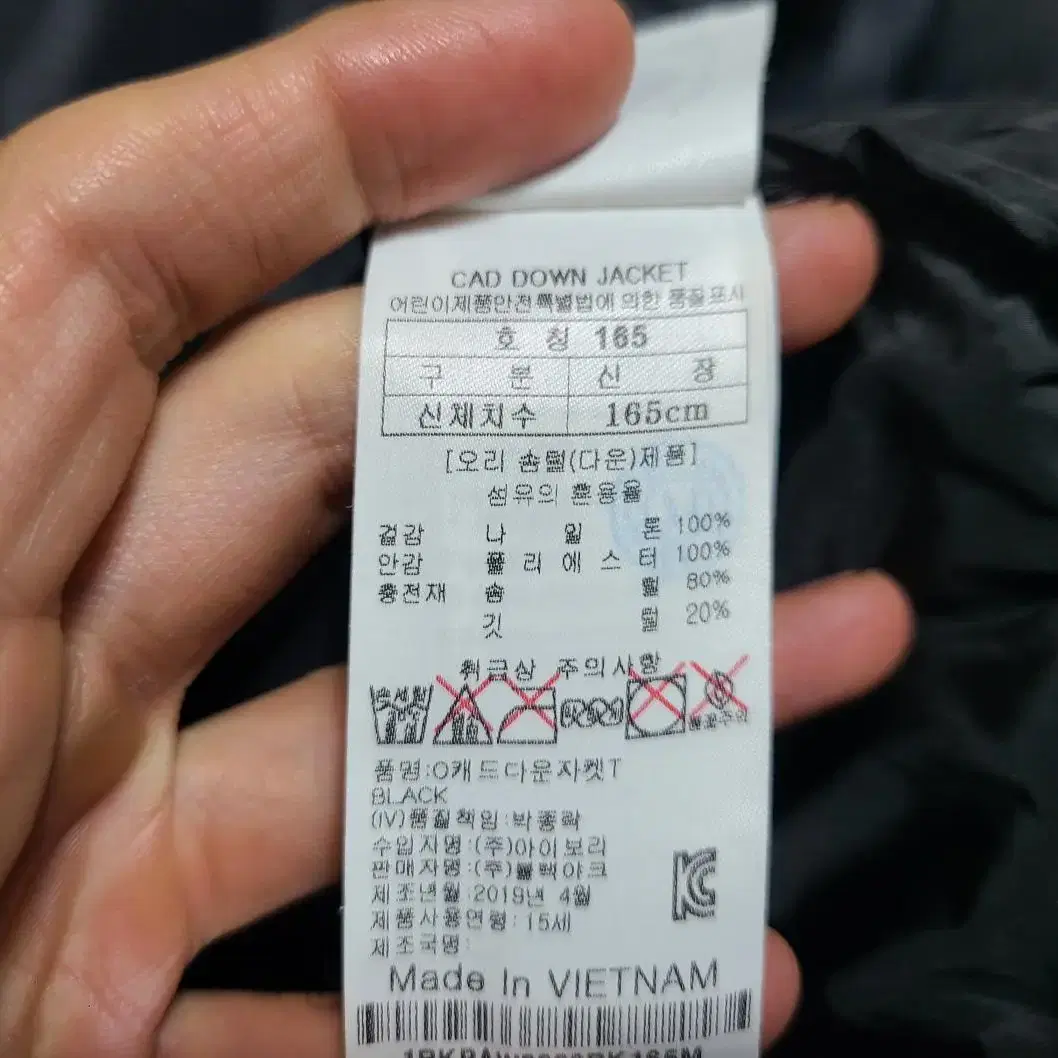 CAD DOWN JACKET
어린이제품안전특별법에 의한 품질표시
호 칭 165
구 분 신 장
신체치수 165cm
[오리 솜털(다운)제품]
섬유의 혼용율
겉감 나 일 론 100%
안감 폴 리 에 스 터 100%
충전재 솜 털 80%
깃 털 20%
취급상 주의사항
손세탁
불꽃주의
품명:O캐드다운자켓T
BLACK
(IV)품질책임:박종락
수입자명:(주)아이보리
판매자명:(주)블랙야크
제조년월:2019년 4월
제품사용연령:15세
제조국명:
Made In VIETNAM